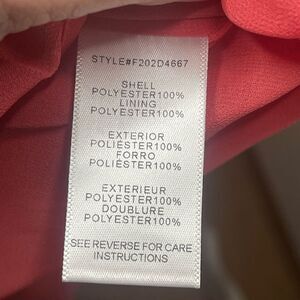 STYLE#F202D4667
SHELL
POLYESTER100%
LINING
POLYESTER100%
EXTERIOR
POLIESTER100%
FORRO
POLIESTER100%
EXTERIEUR
POLYESTER100%
DOUBLURE
POLYESTER100%
SEE REVERSE FOR CARE
INSTRUCTIONS